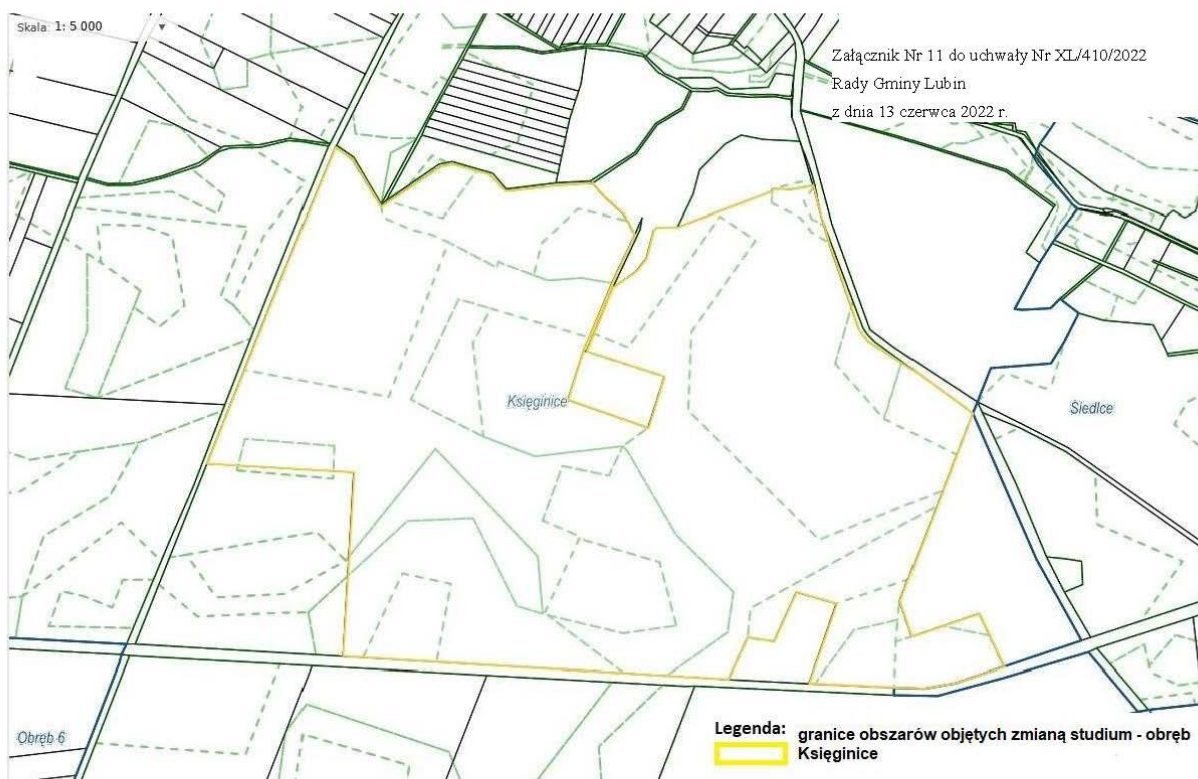 Skala: 1: 5 000
Załącznik Nr 11 do uchwały Nr XL/410/2022
Rady Gminy Lubin
z dnia 13 czerwca 2022 r.
Księginice
Siedlce
Obręb 6
Legenda: granice obszarów objętych zmianą studium - obręb
Księginice